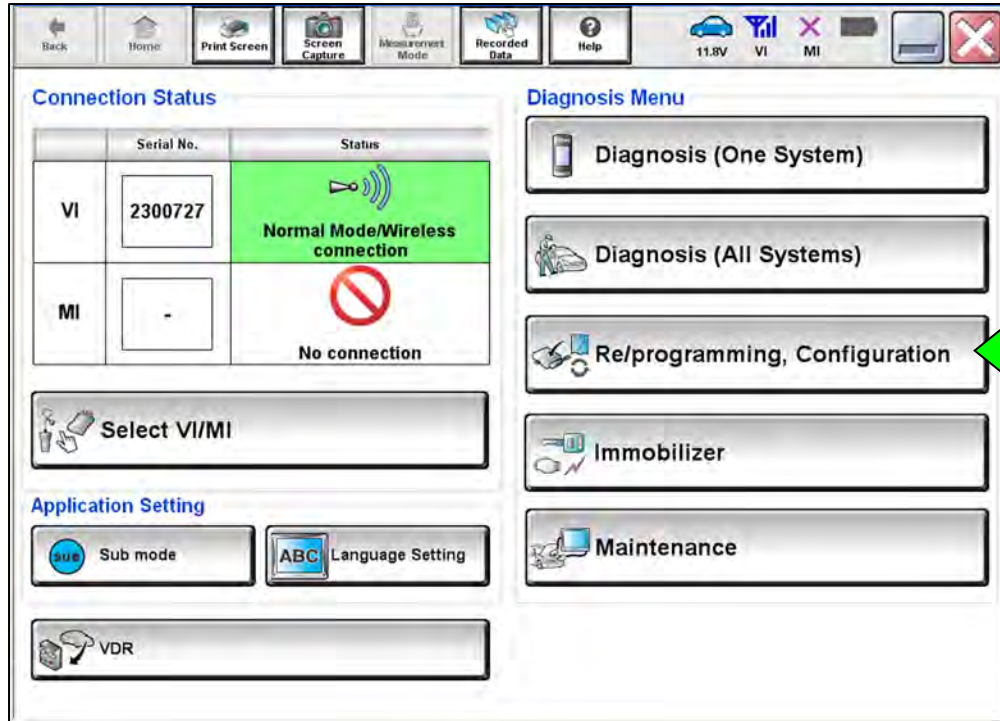 Back
Home
Print Screen
Screen
Capture
Measurement
Mode
Recorded
Data
Help
11.8V
VI
MI
Connection Status
Serial No.
Status
VI
2300727
Normal Mode/Wireless
connection
MI
-
No connection
Select VI/MI
Application Setting
SUB
Sub mode
ABC
Language Setting
VDR
Diagnosis Menu
Diagnosis (One System)
Diagnosis (All Systems)
Re/programming, Configuration
Immobilizer
Maintenance